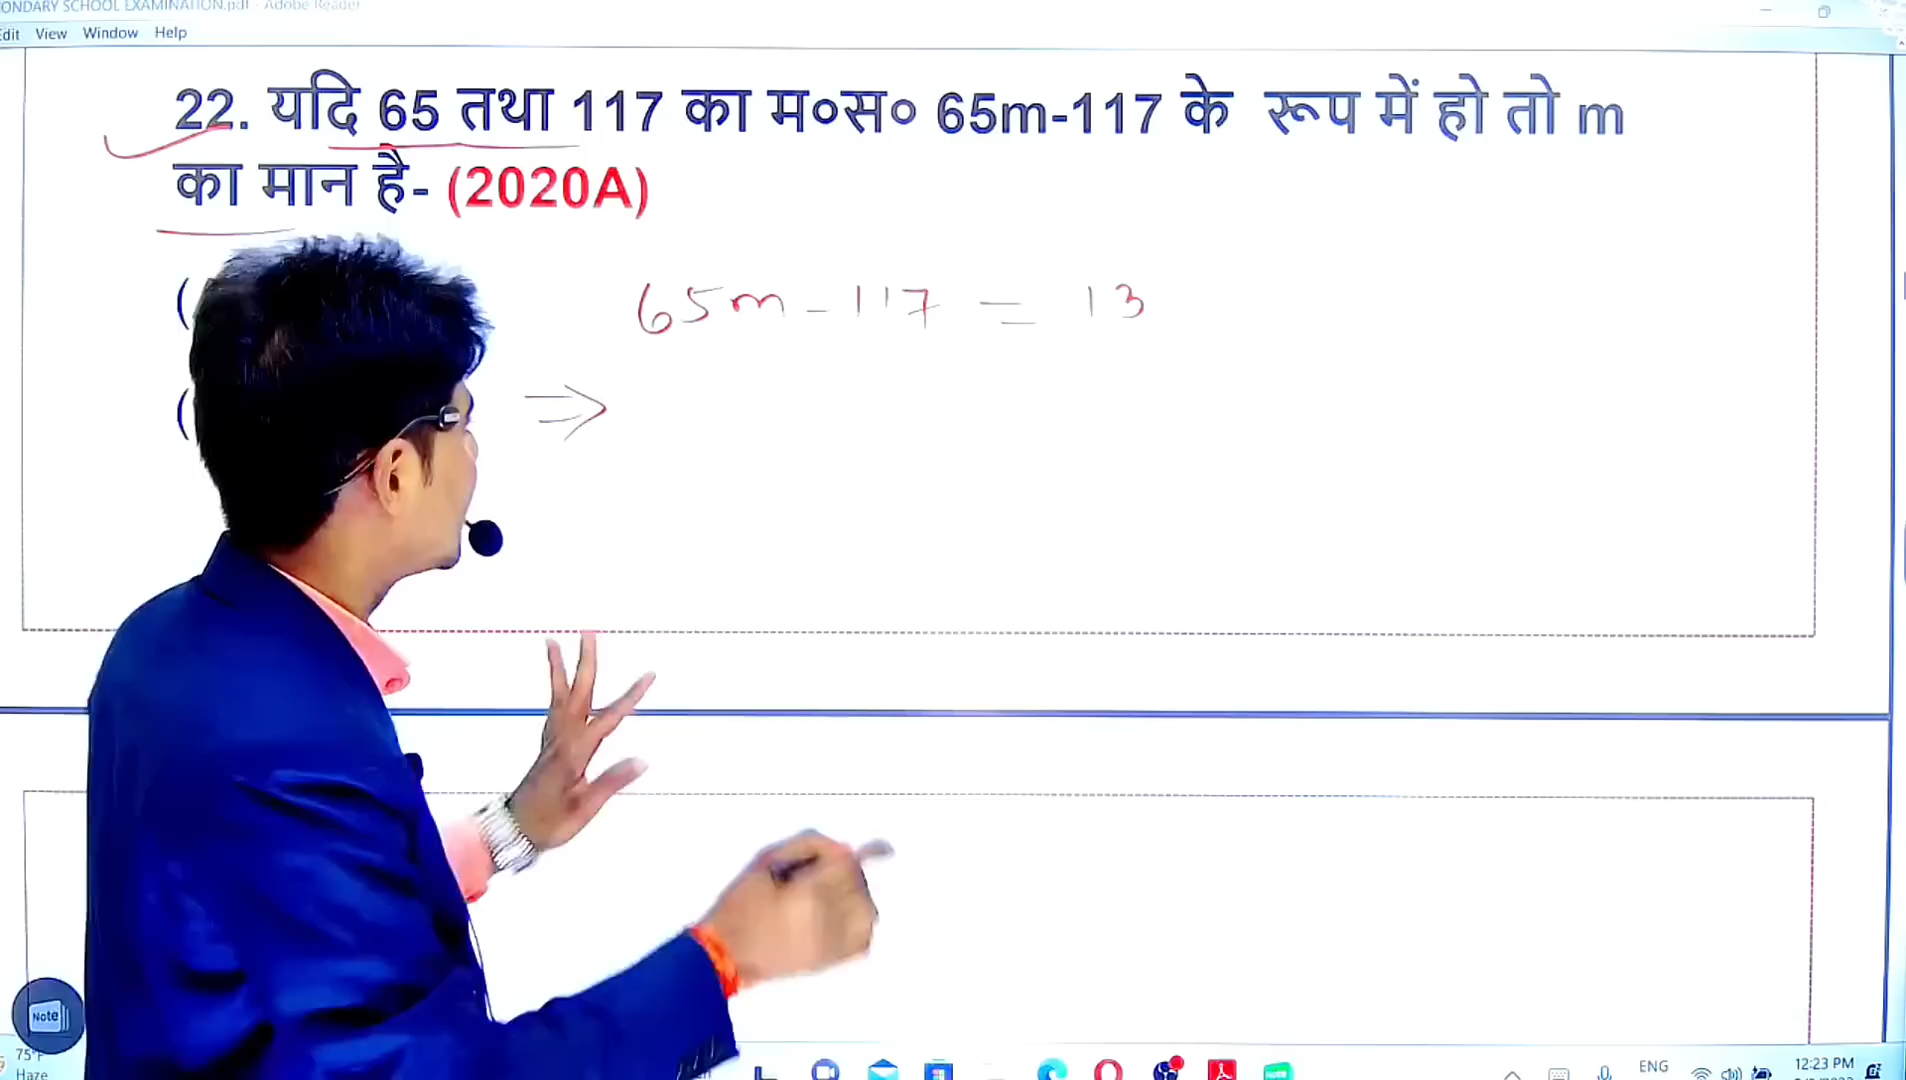 ONDARY SCHOOL EXAMINATION.pdf - Adobe Reader
Edit View Window Help
22. यदि 65 तथा 117 का म०स० 65m-117 के रूप में हो तो m
का मान है- (2020A)
(
65m - 117 = 13
(
⇒
Note
75°F
Haze
ENG
12:23 PM